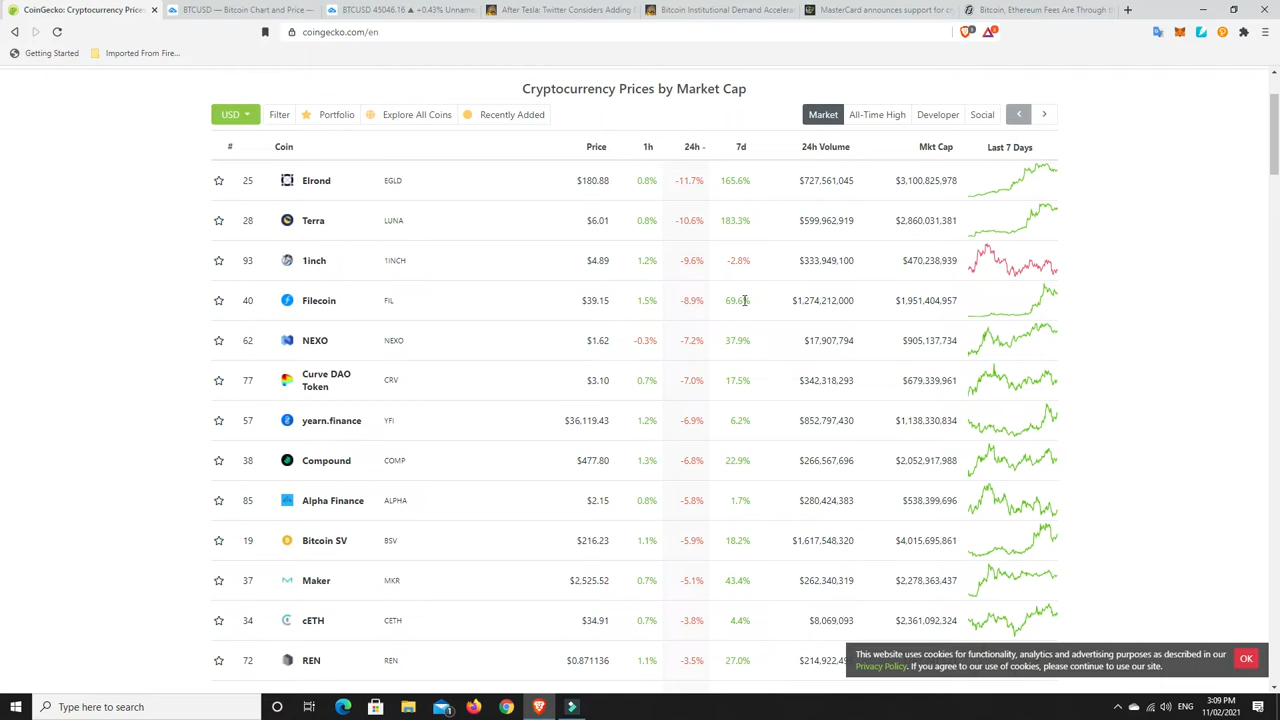 CoinGecko: Cryptocurrency Prices
BTCUSD — Bitcoin Chart and Price —
BTCUSD 45046.16 ▲ +0.43% Unname
After Tesla: Twitter Considers Adding
Bitcoin Institutional Demand Accelera
MasterCard announces support for c
Bitcoin, Ethereum Fees Are Through t
coingecko.com/en
Getting Started
Imported From Fire...
Cryptocurrency Prices by Market Cap
USD Filter Portfolio Explore All Coins Recently Added Market All-Time High Developer Social
# Coin Price 1h 24h 7d 24h Volume Mkt Cap Last 7 Days
25 Elrond EGLD $180.88 0.8% -11.7% 165.6% $727,561,045 $3,100,825,978
28 Terra LUNA $6.01 0.8% -10.6% 183.3% $599,962,919 $2,860,031,381
93 1inch 1INCH $4.89 1.2% -9.6% -2.8% $333,949,100 $470,238,939
40 Filecoin FIL $39.15 1.5% -8.9% 69.6% $1,274,212,000 $1,951,404,957
62 NEXO NEXO $1.62 -0.3% -7.2% 37.9% $17,907,794 $905,137,734
77 Curve DAO Token CRV $3.10 0.7% -7.0% 17.5% $342,318,293 $679,339,961
57 yearn.finance YFI $36,119.43 1.2% -6.9% 6.2% $852,797,430 $1,138,330,834
38 Compound COMP $477.80 1.3% -6.8% 22.9% $266,567,696 $2,052,917,988
85 Alpha Finance ALPHA $2.15 0.8% -5.8% 1.7% $280,424,383 $538,399,696
19 Bitcoin SV BSV $216.23 1.1% -5.9% 18.2% $1,617,548,320 $4,015,695,861
37 Maker MKR $2,525.52 0.7% -5.1% 43.4% $262,340,319 $2,278,363,437
34 cETH CETH $34.91 0.7% -3.8% 4.4% $8,069,093 $2,361,092,324
72 REN REN $0.871136 1.1% -3.5% 27.0% $214,922,4
This website uses cookies for functionality, analytics and advertising purposes as described in our
Privacy Policy. If you agree to our use of cookies, please continue to use our site.
OK
Type here to search
ENG
3:09 PM
11/02/2021